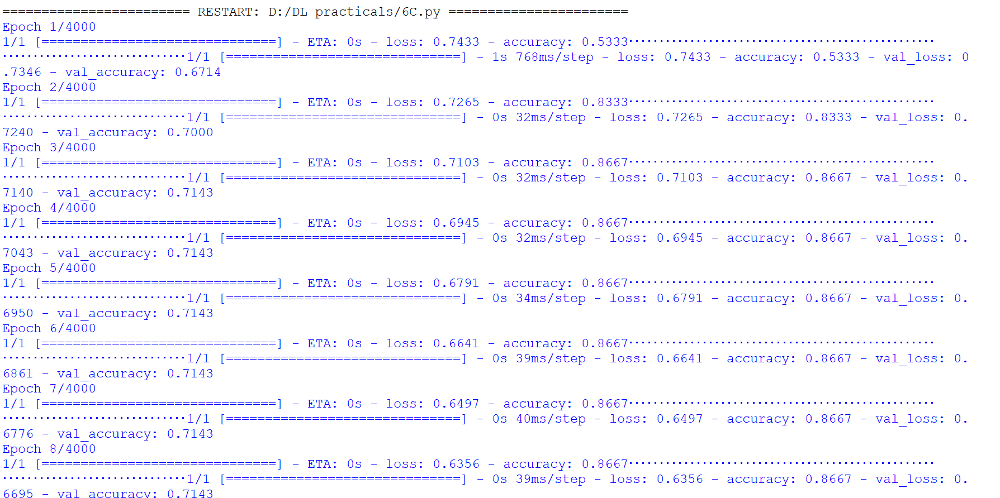 ======================== RESTART: D:/DL practicals/6C.py =======================
Epoch 1/4000
1/1 [==============================] - ETA: 0s - loss: 0.7433 - accuracy: 0.5333·······················································
·································1/1 [==============================] - 1s 768ms/step - loss: 0.7433 - accuracy: 0.5333 - val_loss: 0
.7346 - val_accuracy: 0.6714
Epoch 2/4000
1/1 [==============================] - ETA: 0s - loss: 0.7265 - accuracy: 0.8333·······················································
·································1/1 [==============================] - 0s 32ms/step - loss: 0.7265 - accuracy: 0.8333 - val_loss: 0.
7240 - val_accuracy: 0.7000
Epoch 3/4000
1/1 [==============================] - ETA: 0s - loss: 0.7103 - accuracy: 0.8667·······················································
·································1/1 [==============================] - 0s 32ms/step - loss: 0.7103 - accuracy: 0.8667 - val_loss: 0.
7140 - val_accuracy: 0.7143
Epoch 4/4000
1/1 [==============================] - ETA: 0s - loss: 0.6945 - accuracy: 0.8667·······················································
·································1/1 [==============================] - 0s 32ms/step - loss: 0.6945 - accuracy: 0.8667 - val_loss: 0.
7043 - val_accuracy: 0.7143
Epoch 5/4000
1/1 [==============================] - ETA: 0s - loss: 0.6791 - accuracy: 0.8667·······················································
·································1/1 [==============================] - 0s 34ms/step - loss: 0.6791 - accuracy: 0.8667 - val_loss: 0.
6950 - val_accuracy: 0.7143
Epoch 6/4000
1/1 [==============================] - ETA: 0s - loss: 0.6641 - accuracy: 0.8667·······················································
·································1/1 [==============================] - 0s 39ms/step - loss: 0.6641 - accuracy: 0.8667 - val_loss: 0.
6861 - val_accuracy: 0.7143
Epoch 7/4000
1/1 [==============================] - ETA: 0s - loss: 0.6497 - accuracy: 0.8667·······················································
·································1/1 [==============================] - 0s 40ms/step - loss: 0.6497 - accuracy: 0.8667 - val_loss: 0.
6776 - val_accuracy: 0.7143
Epoch 8/4000
1/1 [==============================] - ETA: 0s - loss: 0.6356 - accuracy: 0.8667·······················································
·································1/1 [==============================] - 0s 39ms/step - loss: 0.6356 - accuracy: 0.8667 - val_loss: 0.
6695 - val_accuracy: 0.7143